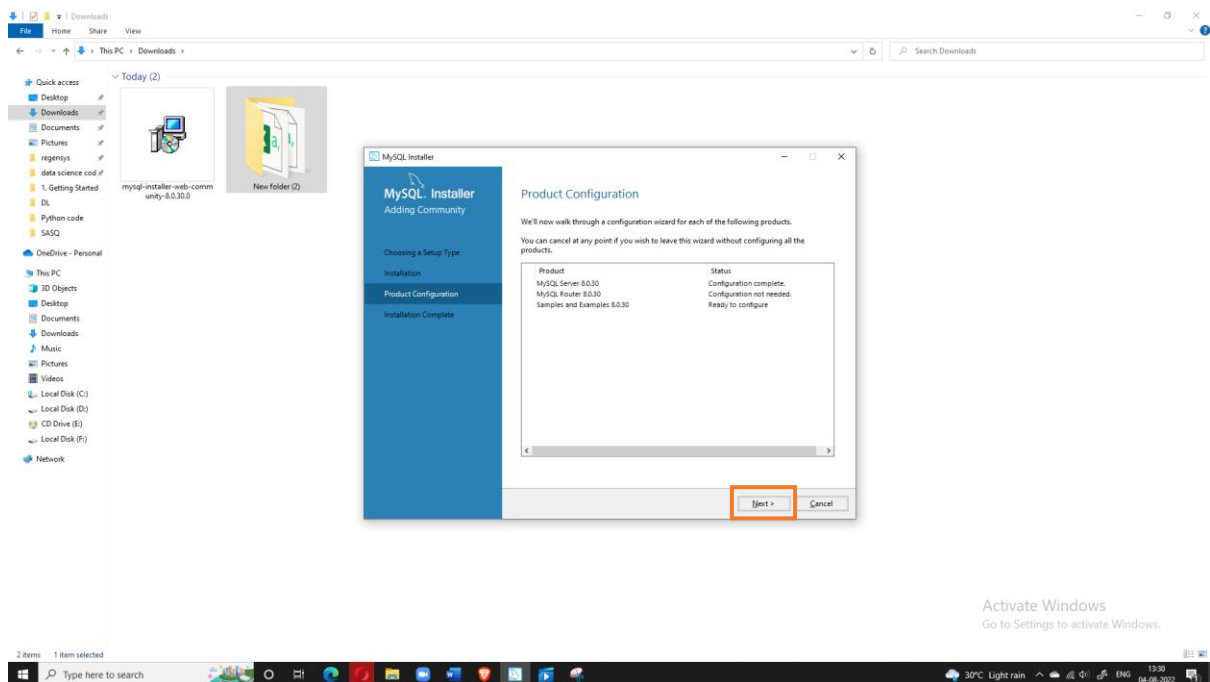 Downloads
File Home Share View
This PC > Downloads >
Search Downloads
Today (2)
Quick access
Desktop
Downloads
Documents
Pictures
regensys
data science cod
1. Getting Started
DL
Python code
SASQ
OneDrive - Personal
This PC
3D Objects
Desktop
Documents
Downloads
Music
Pictures
Videos
Local Disk (C:)
Local Disk (D:)
CD Drive (E:)
Local Disk (F:)
Network
mysql-installer-web-comm
unity-8.0.30.0
New folder (2)
MySQL Installer
MySQL. Installer
Adding Community
Choosing a Setup Type
Installation
Product Configuration
Installation Complete
Product Configuration
We'll now walk through a configuration wizard for each of the following products.
You can cancel at any point if you wish to leave this wizard without configuring all the
products.
Product Status
MySQL Server 8.0.30 Configuration complete.
MySQL Router 8.0.30 Configuration not needed.
Samples and Examples 8.0.30 Ready to configure
Next > Cancel
Activate Windows
Go to Settings to activate Windows.
2 items 1 item selected
Type here to search
30°C Light rain ENG 13:30
04-08-2022